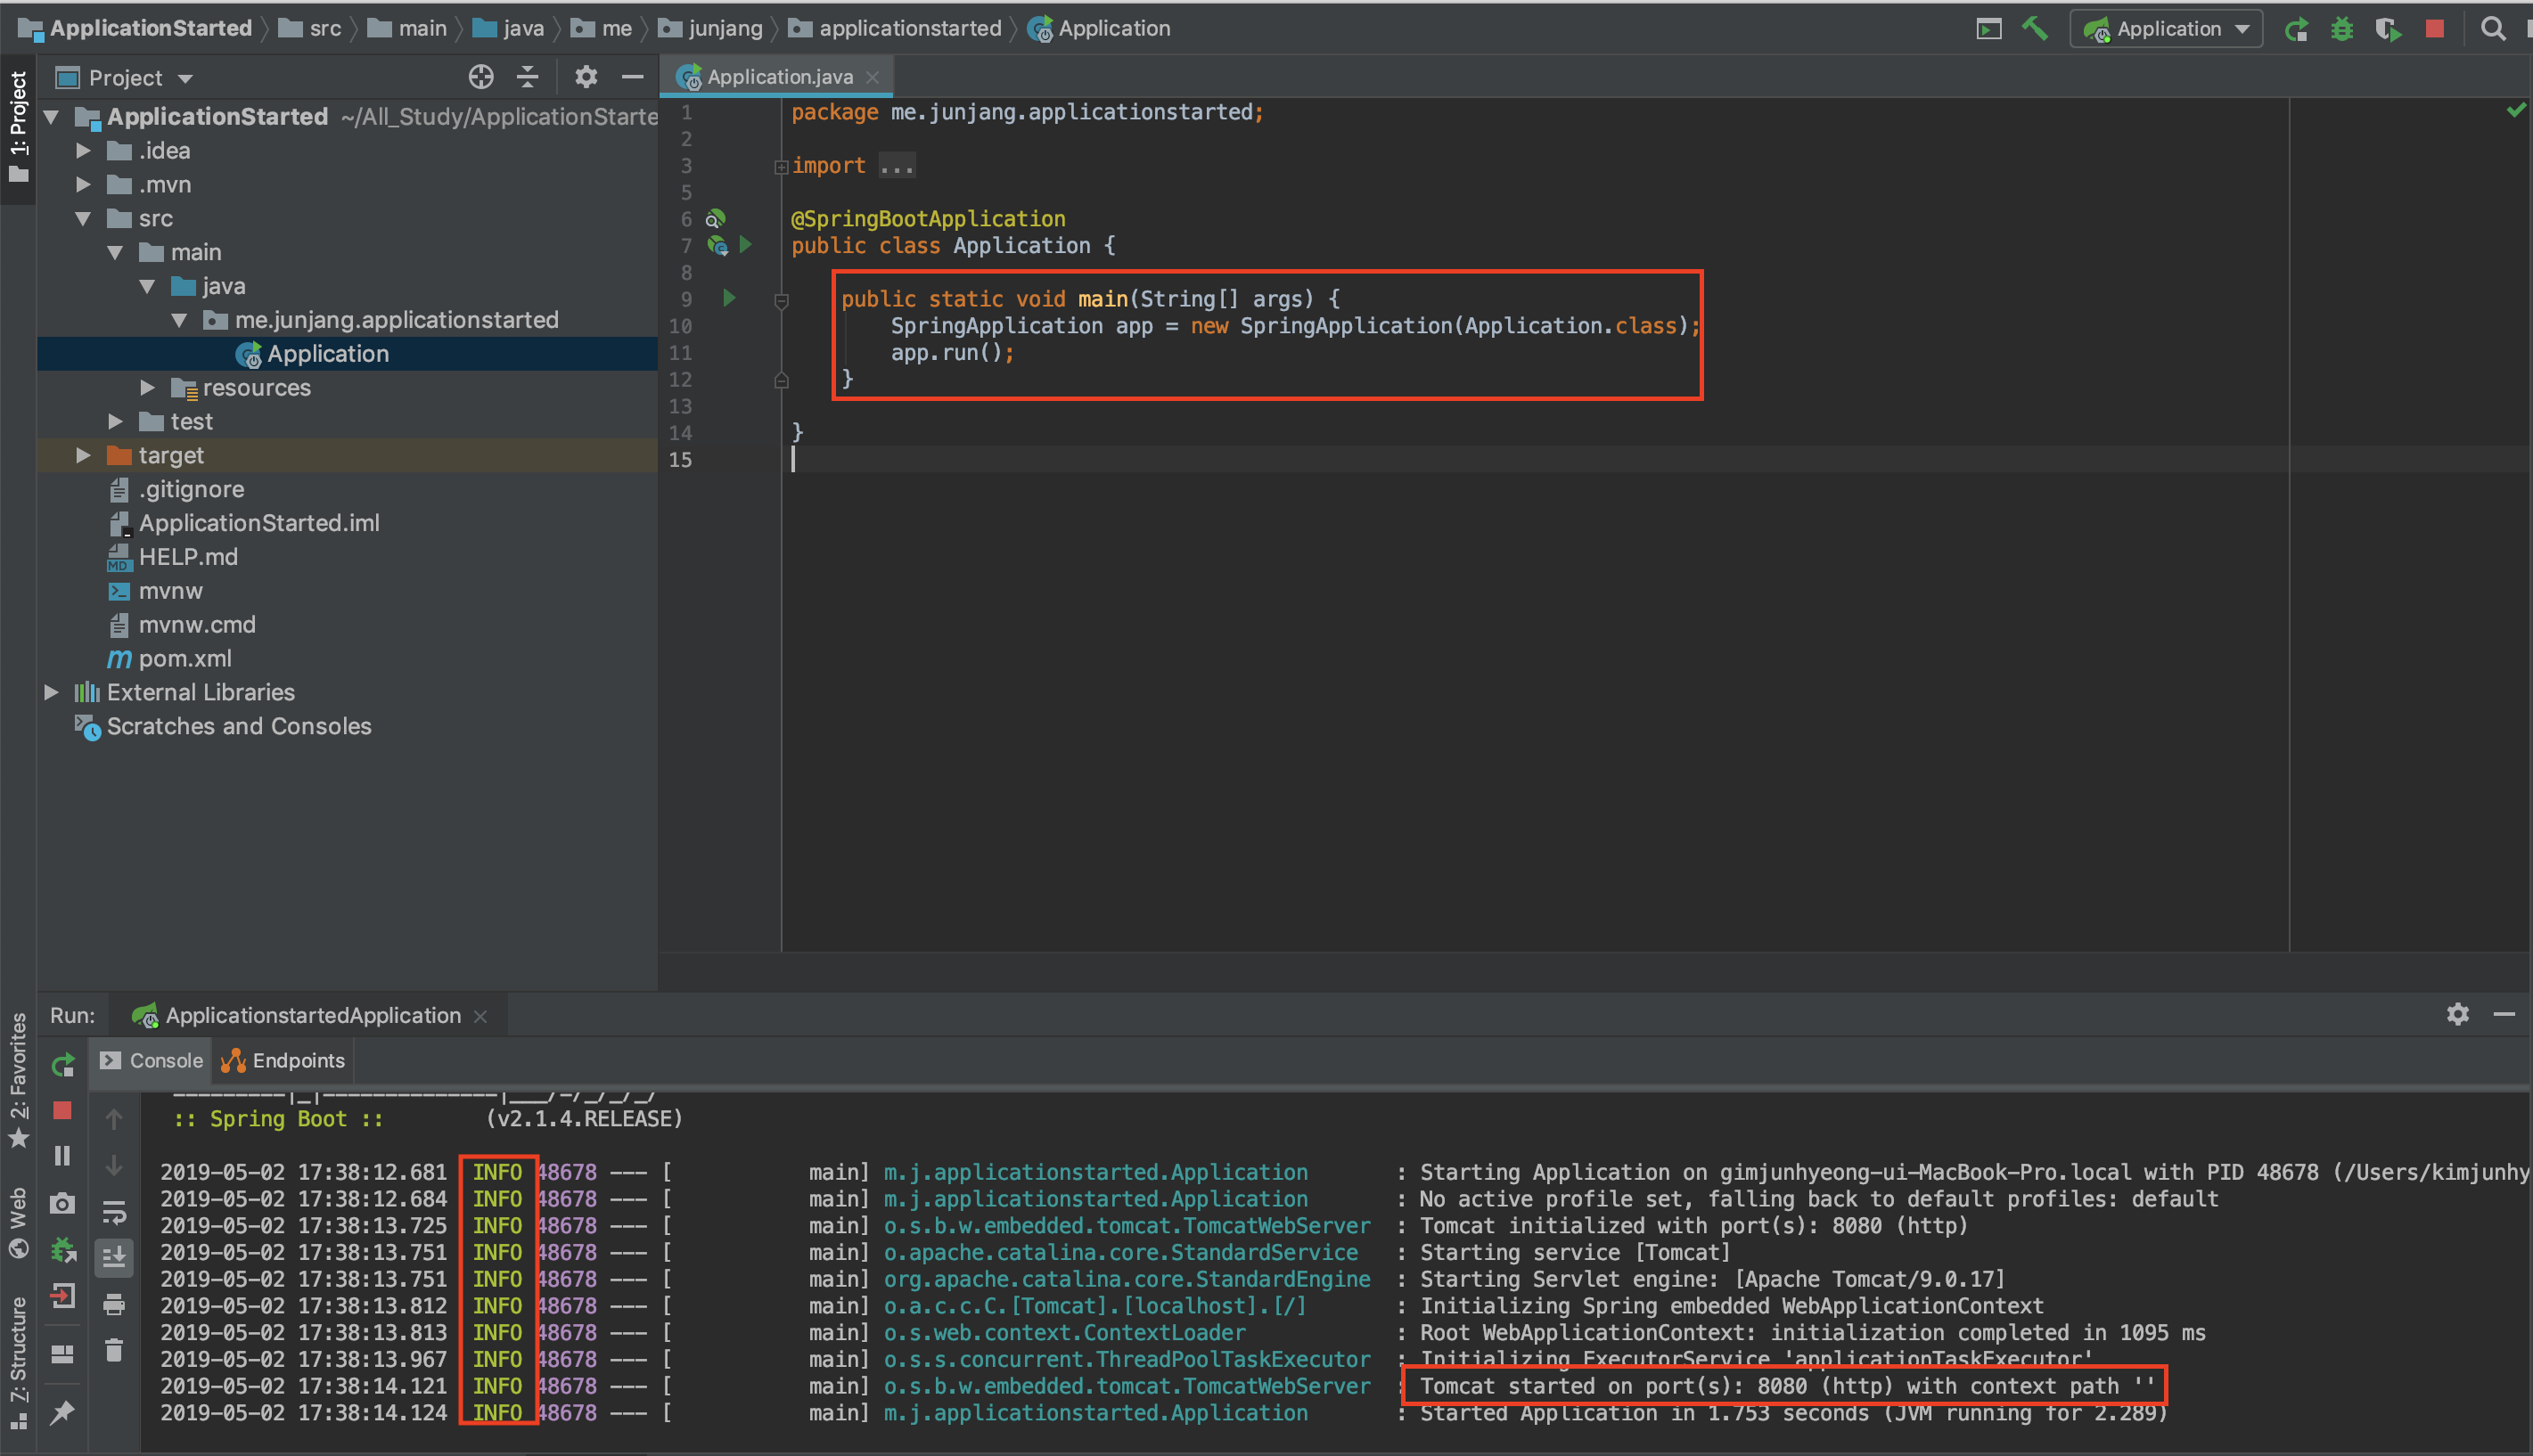 ApplicationStarted src main java me junjang applicationstarted Application
Application
1: Project
Project
Application.java
ApplicationStarted ~/All_Study/ApplicationStarte
.idea
.mvn
src
main
java
me.junjang.applicationstarted
Application
resources
test
target
.gitignore
ApplicationStarted.iml
MD HELP.md
mvnw
mvnw.cmd
m pom.xml
External Libraries
Scratches and Consoles
1 package me.junjang.applicationstarted;
2
3 import ...
5
6 @SpringBootApplication
7 public class Application {
8
9 public static void main(String[] args) {
10 SpringApplication app = new SpringApplication(Application.class);
11 app.run();
12 }
13
14 }
15
Run: ApplicationstartedApplication
Console Endpoints
2: Favorites
Web
7: Structure
:: Spring Boot :: (v2.1.4.RELEASE)
2019-05-02 17:38:12.681 INFO 48678 --- [ main] m.j.applicationstarted.Application : Starting Application on gimjunhyeong-ui-MacBook-Pro.local with PID 48678 (/Users/kimjunhy
2019-05-02 17:38:12.684 INFO 48678 --- [ main] m.j.applicationstarted.Application : No active profile set, falling back to default profiles: default
2019-05-02 17:38:13.725 INFO 48678 --- [ main] o.s.b.w.embedded.tomcat.TomcatWebServer : Tomcat initialized with port(s): 8080 (http)
2019-05-02 17:38:13.751 INFO 48678 --- [ main] o.apache.catalina.core.StandardService : Starting service [Tomcat]
2019-05-02 17:38:13.751 INFO 48678 --- [ main] org.apache.catalina.core.StandardEngine : Starting Servlet engine: [Apache Tomcat/9.0.17]
2019-05-02 17:38:13.812 INFO 48678 --- [ main] o.a.c.c.C.[Tomcat].[localhost].[/] : Initializing Spring embedded WebApplicationContext
2019-05-02 17:38:13.813 INFO 48678 --- [ main] o.s.web.context.ContextLoader : Root WebApplicationContext: initialization completed in 1095 ms
2019-05-02 17:38:13.967 INFO 48678 --- [ main] o.s.s.concurrent.ThreadPoolTaskExecutor : Initializing ExecutorService 'applicationTaskExecutor'
2019-05-02 17:38:14.121 INFO 48678 --- [ main] o.s.b.w.embedded.tomcat.TomcatWebServer : Tomcat started on port(s): 8080 (http) with context path ''
2019-05-02 17:38:14.124 INFO 48678 --- [ main] m.j.applicationstarted.Application : Started Application in 1.753 seconds (JVM running for 2.289)